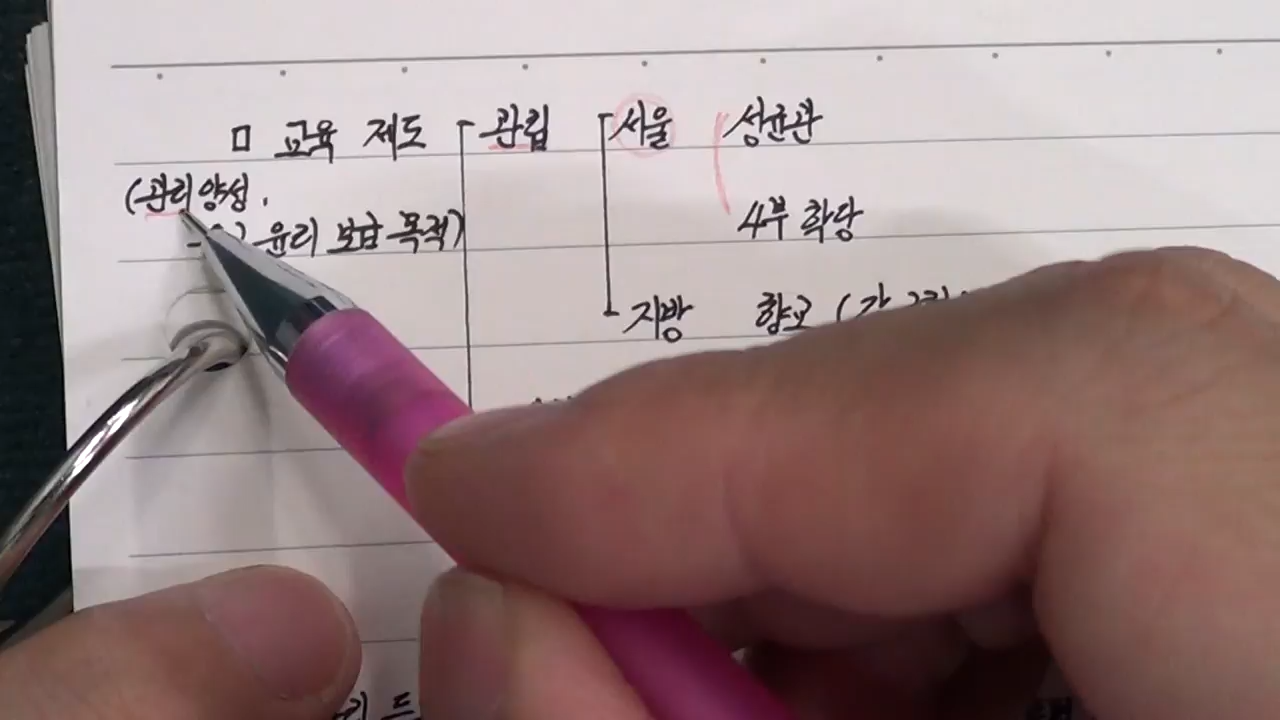 □ 교육 제도 관립 서울 성균관
(관리 양성,
윤리 보급 목적)
4부 학당
지방 향교 (각